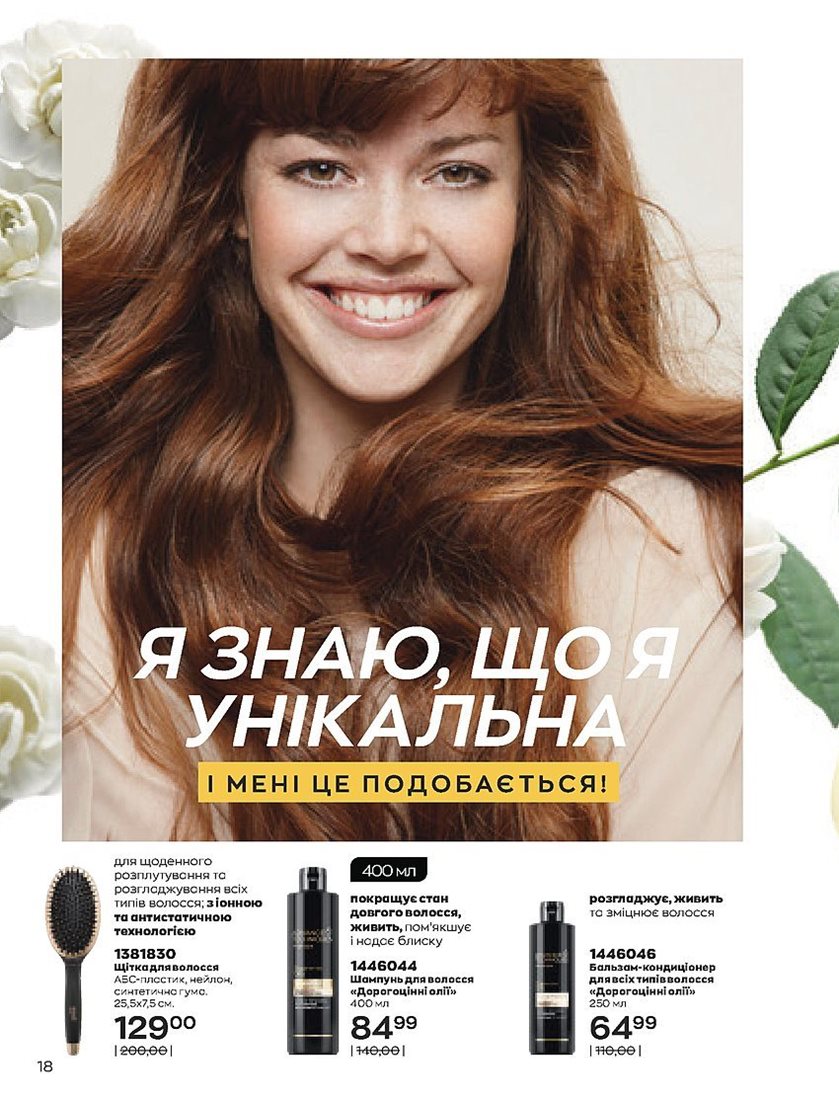 Я ЗНАЮ, ЩО Я
УНІКАЛЬНА
І МЕНІ ЦЕ ПОДОБАЄТЬСЯ!
для щоденного
розплутування та
розгладжування всіх
типів волосся; з іонною
та антистатичною
технологією
1381830
Щітка для волосся
АБС-пластик, нейлон,
синтетична гума.
25,5х7,5 см.
12900
|200,00|
400 мл
покращує стан
довгого волосся,
живить, пом'якшує
і надає блиску
1446044
Шампунь для волосся
«Дорогоцінні олії»
400 мл
8499
|140,00|
розгладжує, живить
та зміцнює волосся
1446046
Бальзам-кондиціонер
для всіх типів волосся
«Дорогоцінні олії»
250 мл
6499
|110,00|
ADVANCE
TECHNIQUES
18